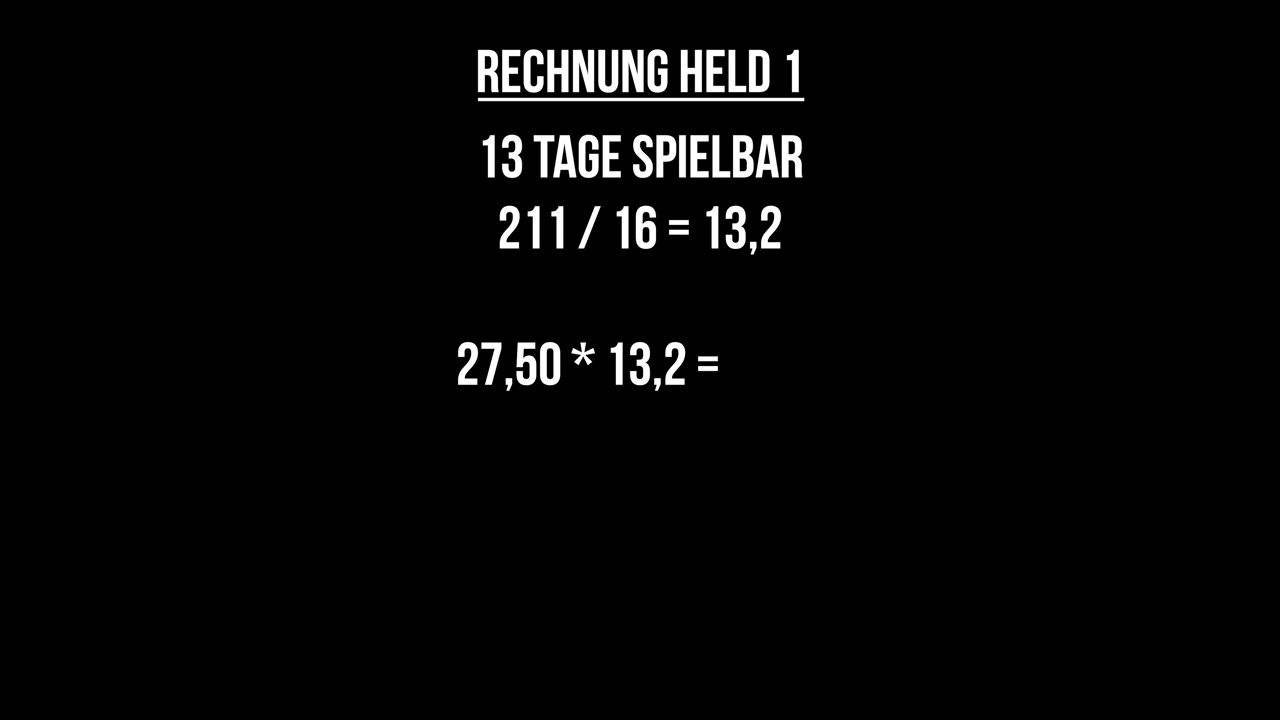 RECHNUNG HELD 1
13 TAGE SPIELBAR
211 / 16 = 13,2
27,50 * 13,2 =